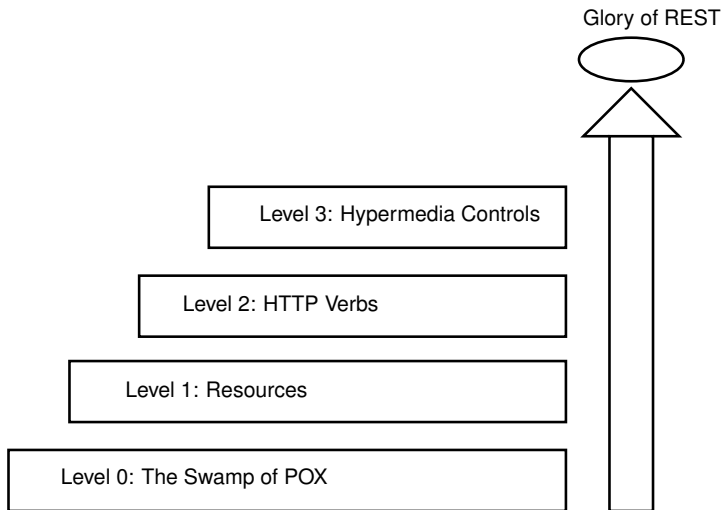 Glory of REST
Level 3: Hypermedia Controls
Level 2: HTTP Verbs
Level 1: Resources
Level 0: The Swamp of POX